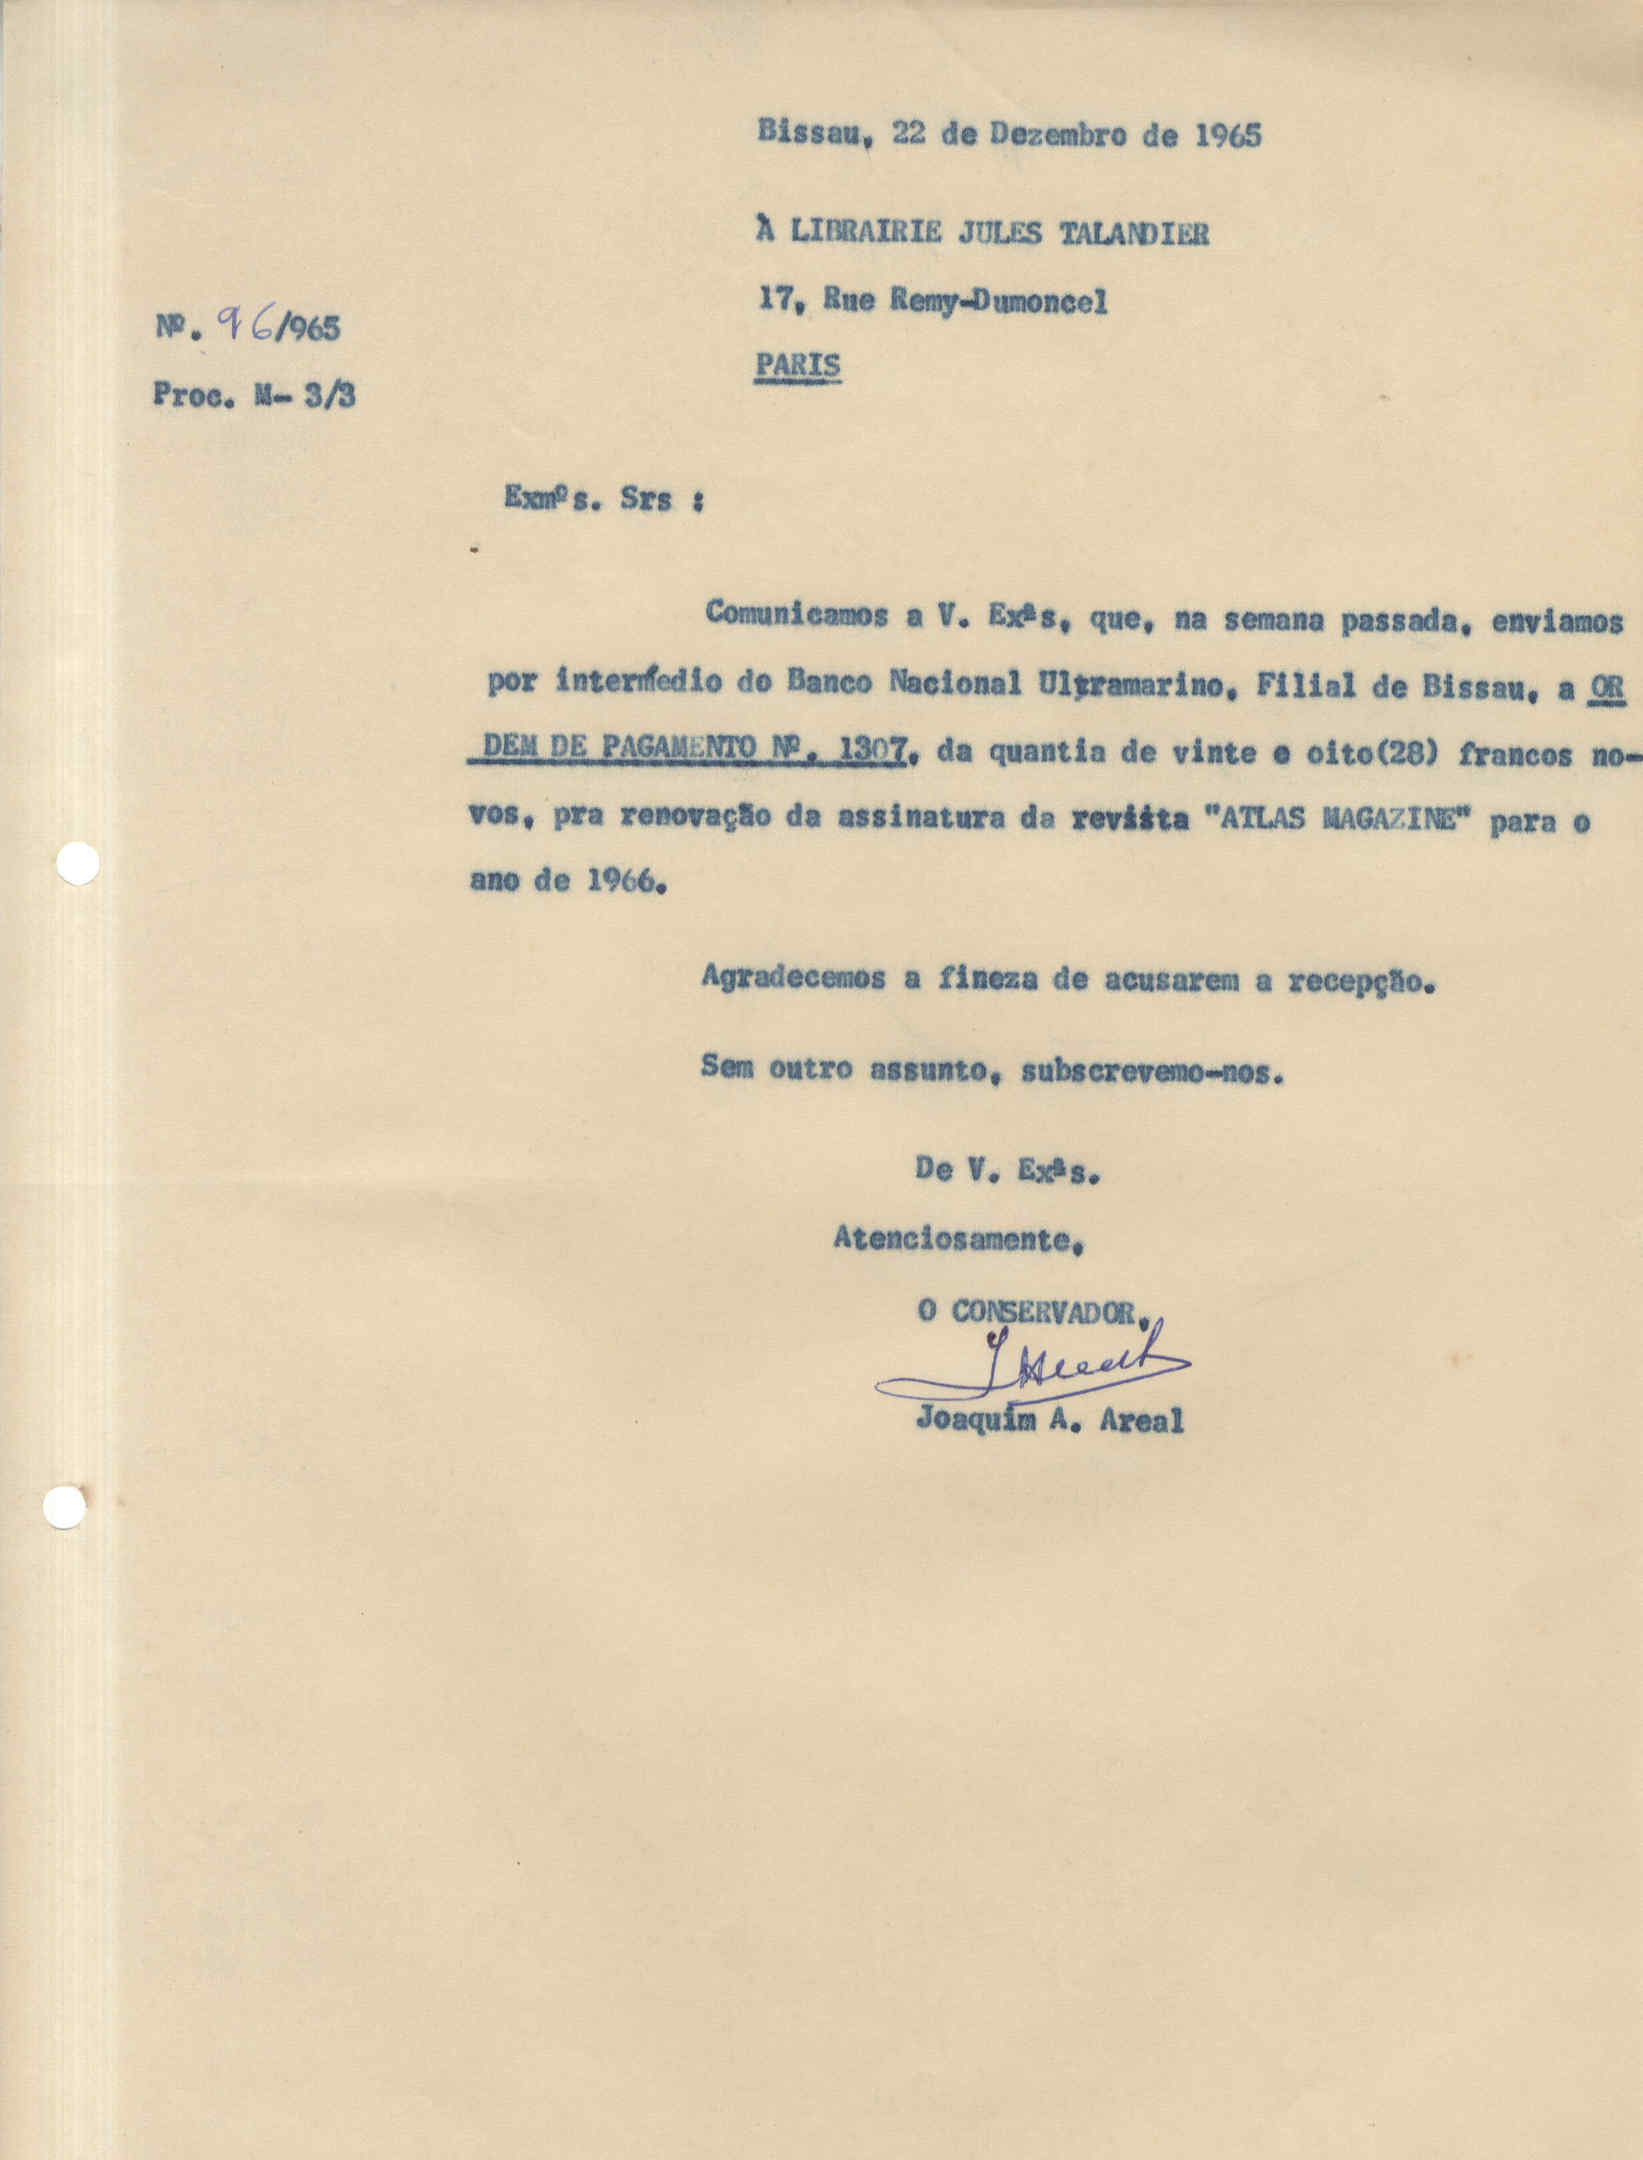 Bissau, 22 de Dezembro de 1965
À LIBRAIRIE JULES TALANDIER
17, Rue Remy-Dumoncel
PARIS
Nº. 96/965
Proc. M- 3/3
Exmºs. Srs :
Comunicamos a V. Exªs, que, na semana passada, enviamos
por intermédio do Banco Nacional Ultramarino, Filial de Bissau, a OR
DEM DE PAGAMENTO Nº. 1307, da quantia de vinte e oito(28) francos no-
vos, pra renovação da assinatura da reviista "ATLAS MAGAZINE" para o
ano de 1966.
Agradecemos a fineza de acusarem a recepção.
Sem outro assunto, subscrevemo-nos.
De V. Exªs.
Atenciosamente,
O CONSERVADOR,
Joaquim A. Areal